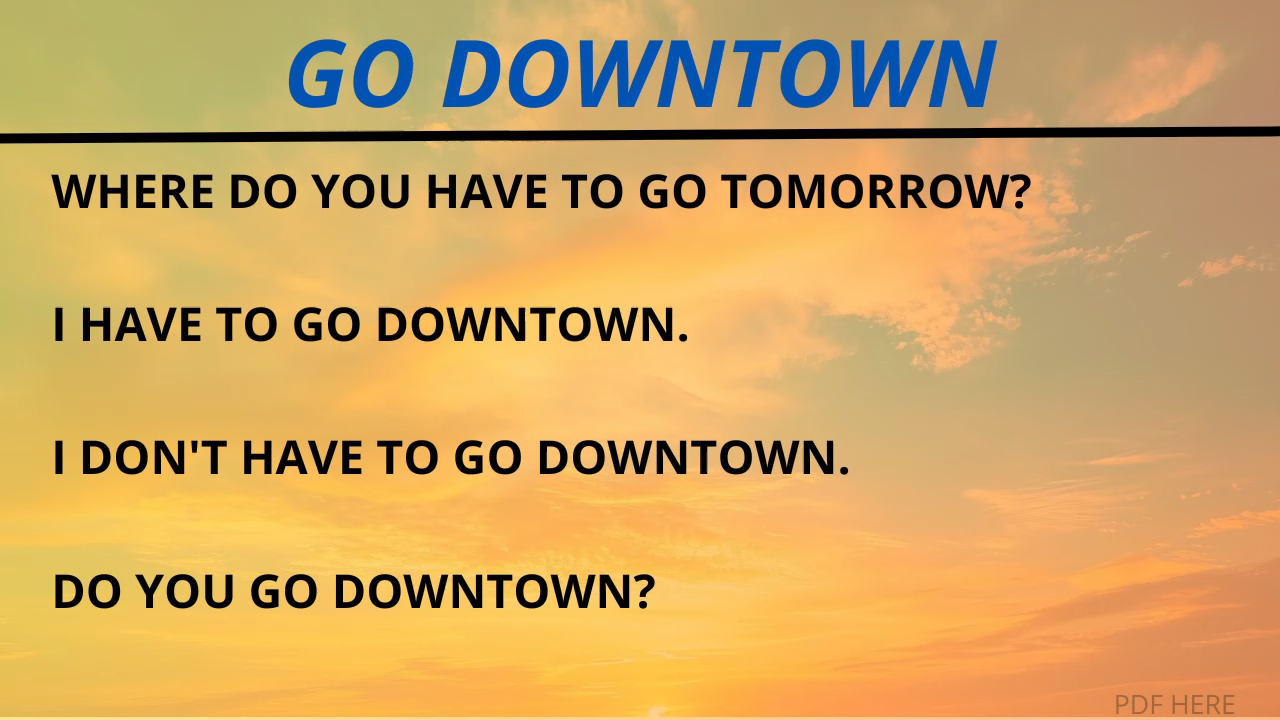 GO DOWNTOWN
WHERE DO YOU HAVE TO GO TOMORROW?
I HAVE TO GO DOWNTOWN.
I DON'T HAVE TO GO DOWNTOWN.
DO YOU GO DOWNTOWN?
PDF HERE